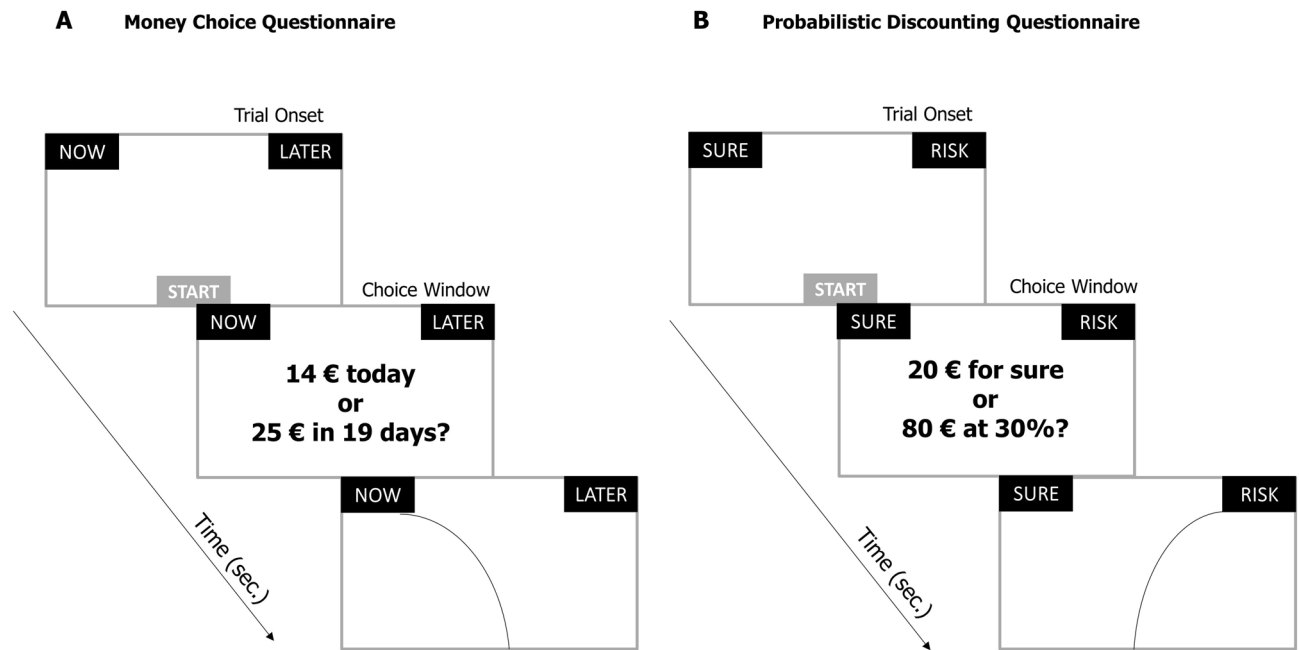 A Money Choice Questionnaire
Trial Onset
NOW LATER
START
Choice Window
NOW LATER
14 € today
or
25 € in 19 days?
NOW LATER
Time (sec.)
B Probabilistic Discounting Questionnaire
Trial Onset
SURE RISK
START
Choice Window
SURE RISK
20 € for sure
or
80 € at 30%?
SURE RISK
Time (sec.)